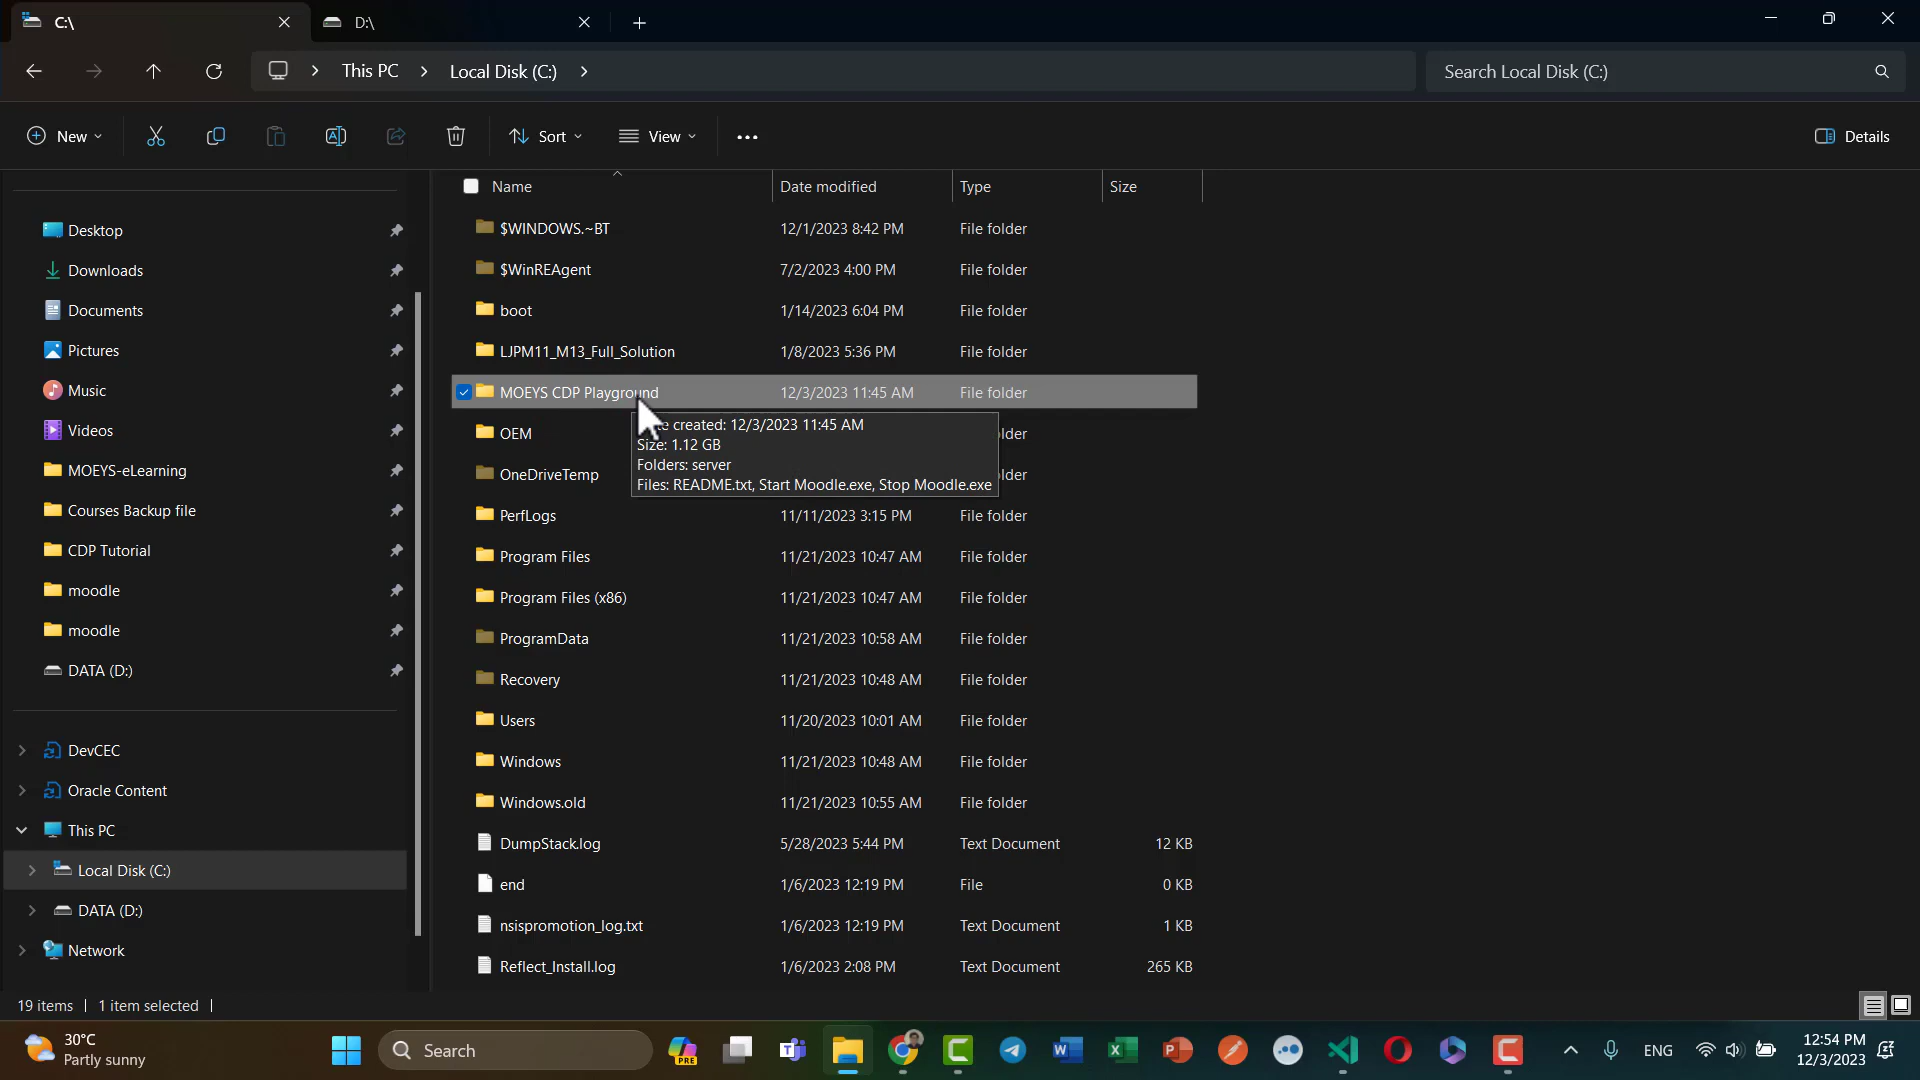 C:\
D:\
This PC
Local Disk (C:)
Search Local Disk (C:)
New
Sort
View
Details
Name
Date modified
Type
Size
Desktop
Downloads
Documents
Pictures
Music
Videos
MOEYS-eLearning
Courses Backup file
CDP Tutorial
moodle
moodle
DATA (D:)
DevCEC
Oracle Content
This PC
Local Disk (C:)
DATA (D:)
Network
$WINDOWS.~BT 12/1/2023 8:42 PM File folder
$WinREAgent 7/2/2023 4:00 PM File folder
boot 1/14/2023 6:04 PM File folder
LJPM11_M13_Full_Solution 1/8/2023 5:36 PM File folder
MOEYS CDP Playground 12/3/2023 11:45 AM File folder
created: 12/3/2023 11:45 AM
Size: 1.12 GB
Folders: server
Files: README.txt, Start Moodle.exe, Stop Moodle.exe
OEM
OneDriveTemp
PerfLogs 11/11/2023 3:15 PM File folder
Program Files 11/21/2023 10:47 AM File folder
Program Files (x86) 11/21/2023 10:47 AM File folder
ProgramData 11/21/2023 10:58 AM File folder
Recovery 11/21/2023 10:48 AM File folder
Users 11/20/2023 10:01 AM File folder
Windows 11/21/2023 10:48 AM File folder
Windows.old 11/21/2023 10:55 AM File folder
DumpStack.log 5/28/2023 5:44 PM Text Document 12 KB
end 1/6/2023 12:19 PM File 0 KB
nsispromotion_log.txt 1/6/2023 12:19 PM Text Document 1 KB
Reflect_Install.log 1/6/2023 2:08 PM Text Document 265 KB
19 items 1 item selected
30°C
Partly sunny
Search
PRE
ENG
12:54 PM
12/3/2023